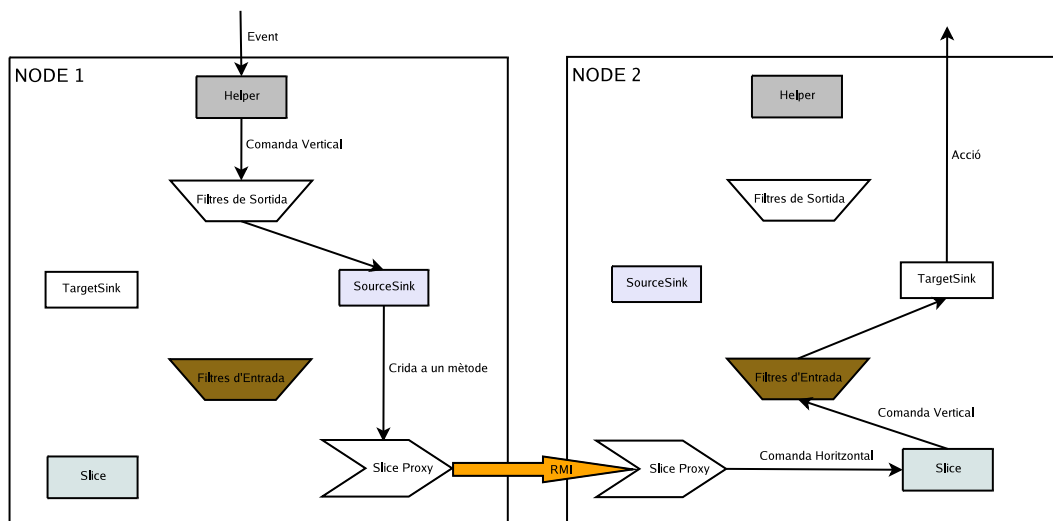 Event
NODE 1
Helper
Comanda Vertical
Filtres de Sortida
TargetSink
SourceSink
Filtres d'Entrada
Crida a un mètode
Slice
Slice Proxy
RMI
NODE 2
Helper
Acció
Filtres de Sortida
SourceSink
TargetSink
Filtres d'Entrada
Comanda Vertical
Slice Proxy
Comanda Horitzontal
Slice